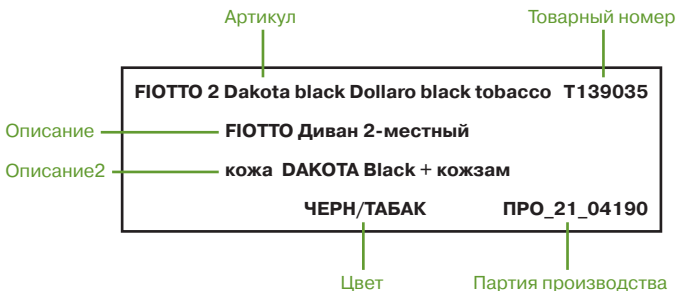 Артикул Товарный номер
FIOTTO 2 Dakota black Dollaro black tobacco T139035
Описание FIOTTO Диван 2-местный
Описание2 кожа DAKOTA Black + кожзам
ЧЕРН/ТАБАК ПРО_21_04190
Цвет Партия производства